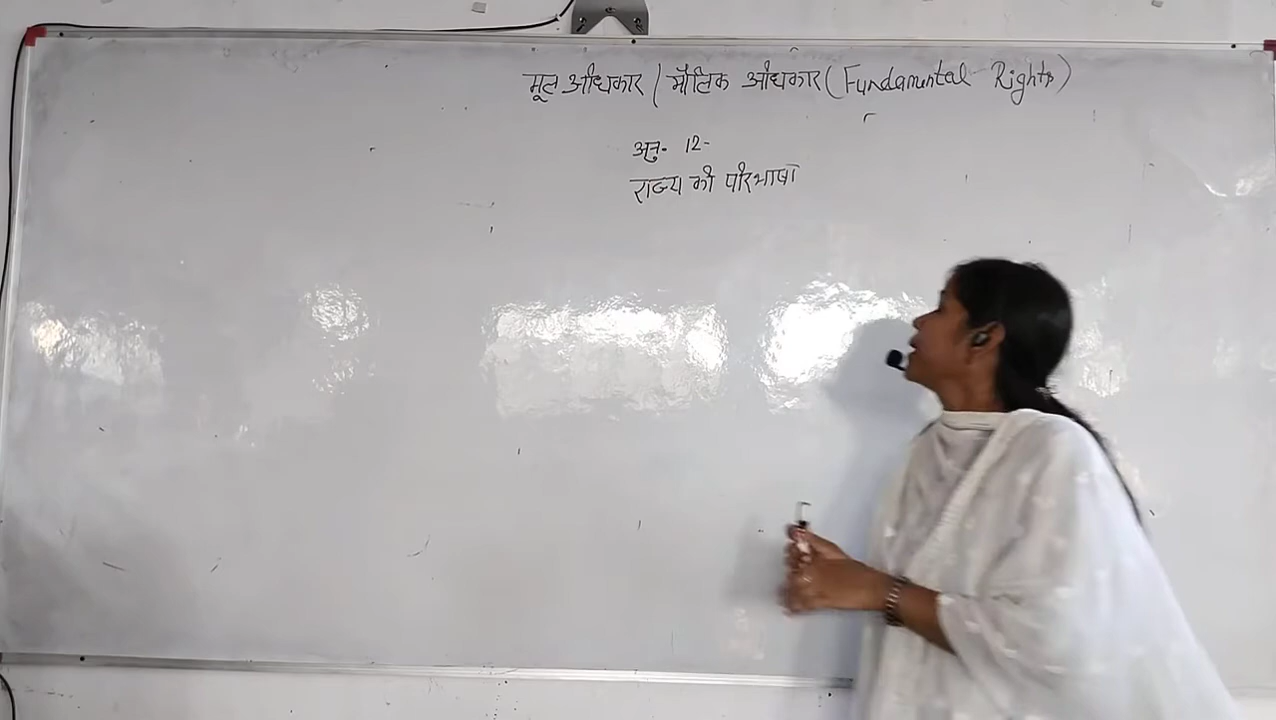 मूल अधिकार / मौलिक अधिकार (Fundamental Rights)
अनु. 12-
राज्य की परिभाषा